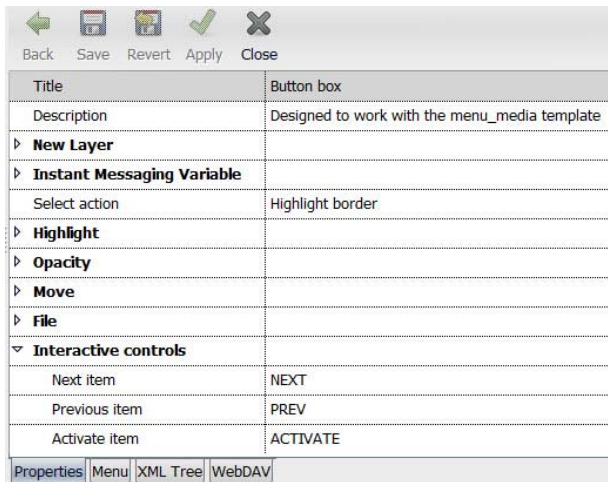 Back Save Revert Apply Close
Title Button box
Description Designed to work with the menu_media template
New Layer
Instant Messaging Variable
Select action Highlight border
Highlight
Opacity
Move
File
Interactive controls
Next item NEXT
Previous item PREV
Activate item ACTIVATE
Properties Menu XML Tree WebDAV